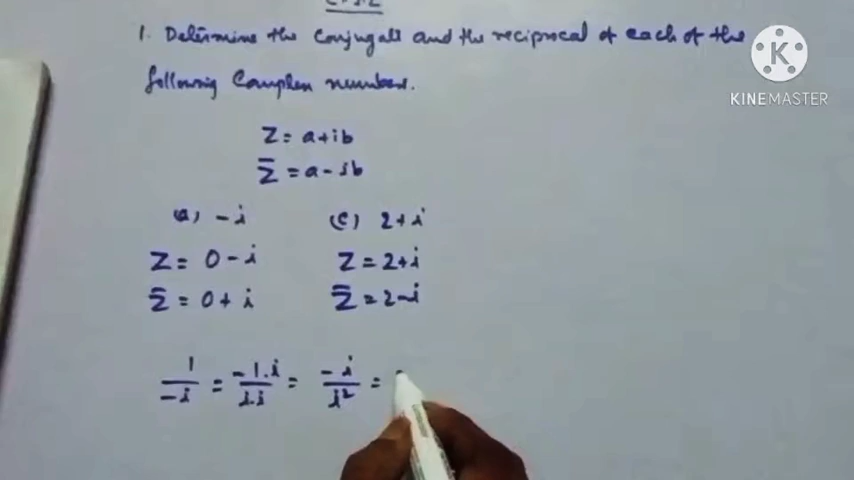 1. Determine the Conjugate and the reciprocal of each of the
following Complex numbers.
Z = a+ib
Z̄ = a-ib
(a) -i (c) 2+i
Z = 0-i Z = 2+i
Z̄ = 0+i Z̄ = 2-i
1/-i = -1.i/i.i = -i/i² =
KINEMASTER